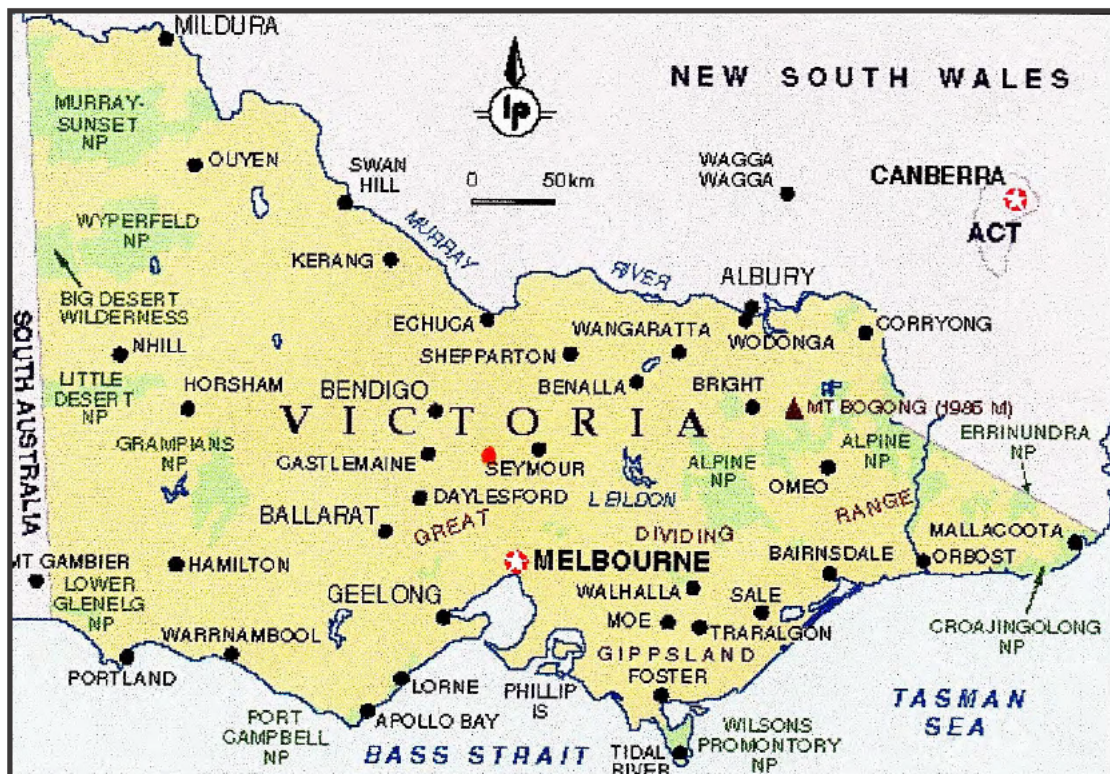 MILDURA
NEW SOUTH WALES
lp
MURRAY-
SUNSET
NP
OUYEN
SWAN
HILL
0 50km
WAGGA
WAGGA
CANBERRA
ACT
WYPERFELD
NP
MURRAY
RIVER
KERANG
ALBURY
BIG DESERT
WILDERNESS
ECHUCA
WANGARATTA
WODONGA
CORRYONG
SOUTH AUSTRALIA
NHILL
SHEPPARTON
LITTLE
DESERT
NP
HORSHAM
BENDIGO
BENALLA
BRIGHT
MT BOGONG (1986 M)
VICTORIA
GRAMPIANS
NP
ERRINUNDRA
NP
CASTLEMAINE
SEYMOUR
ALPINE
NP
ALPINE
NP
OMEO
DAYLESFORD
LEILDON
BALLARAT
GREAT
DIVIDING
RANGE
MALLACOOTA
MT GAMBIER
HAMILTON
MELBOURNE
BAIRNSDALE
ORBOST
LOWER
GLENELG
NP
GEELONG
WALHALLA
SALE
MOE
TRARALGON
WARRNAMBOOL
GIPPSLAND
CROAJINGOLONG
NP
PORTLAND
LORNE
PHILLIP
IS
FOSTER
APOLLO BAY
PORT
CAMPBELL
NP
BASS STRAIT
TIDAL
RIVER
WILSONS
PROMONTORY
NP
TASMAN
SEA